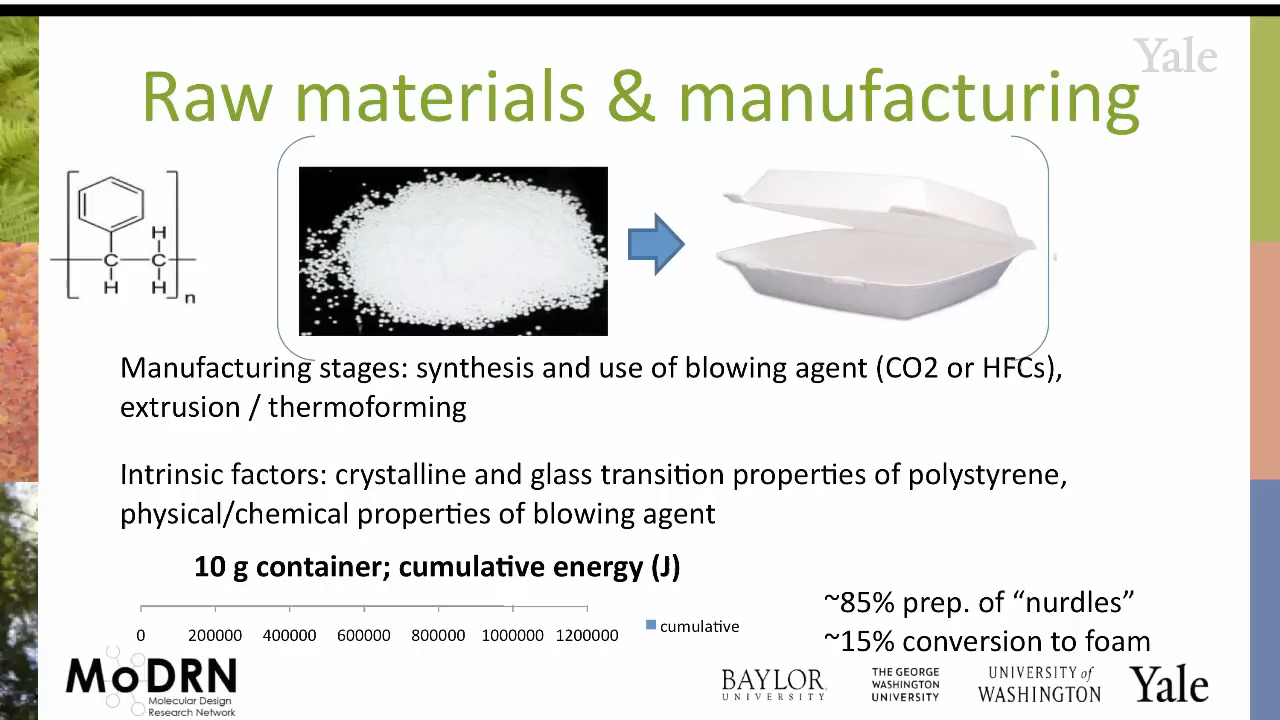 Yale
Raw materials & manufacturing
H
C C
H H
n
Manufacturing stages: synthesis and use of blowing agent (CO2 or HFCs),
extrusion / thermoforming
Intrinsic factors: crystalline and glass transition properties of polystyrene,
physical/chemical properties of blowing agent
10 g container; cumulative energy (J)
0 200000 400000 600000 800000 1000000 1200000
cumulative
~85% prep. of “nurdles”
~15% conversion to foam
MoDRN
Molecular Design
Research Network
BAYLOR
UNIVERSITY
THE GEORGE
WASHINGTON
UNIVERSITY
UNIVERSITY of
WASHINGTON
Yale